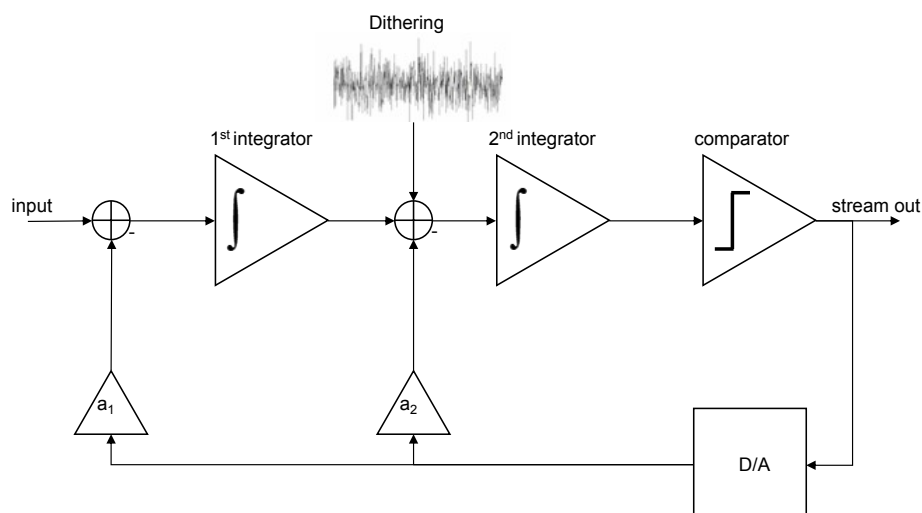 Dithering
1st integrator
2nd integrator
comparator
input
-
-
stream out
a1
a2
D/A